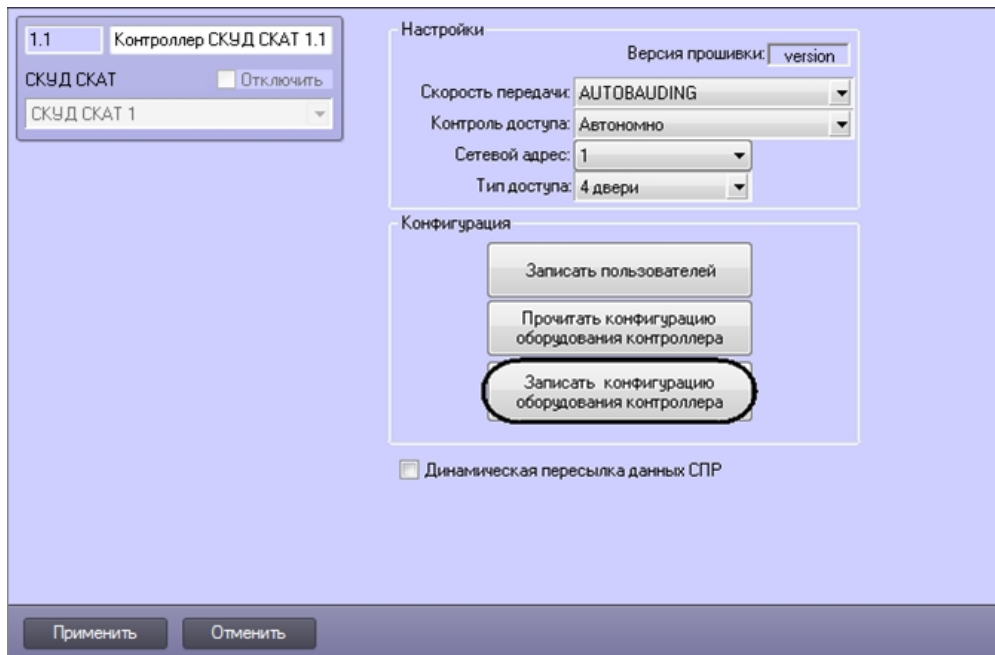 1.1 Контроллер СКУД СКАТ 1.1
СКУД СКАТ Отключить
СКУД СКАТ 1
Настройки
Версия прошивки: version
Скорость передачи: AUTOBAUDING
Контроль доступа: Автономно
Сетевой адрес: 1
Тип доступа: 4 двери
Конфигурация
Записать пользователей
Прочитать конфигурацию
оборудования контроллера
Записать конфигурацию
оборудования контроллера
Динамическая пересылка данных СПР
Применить Отменить